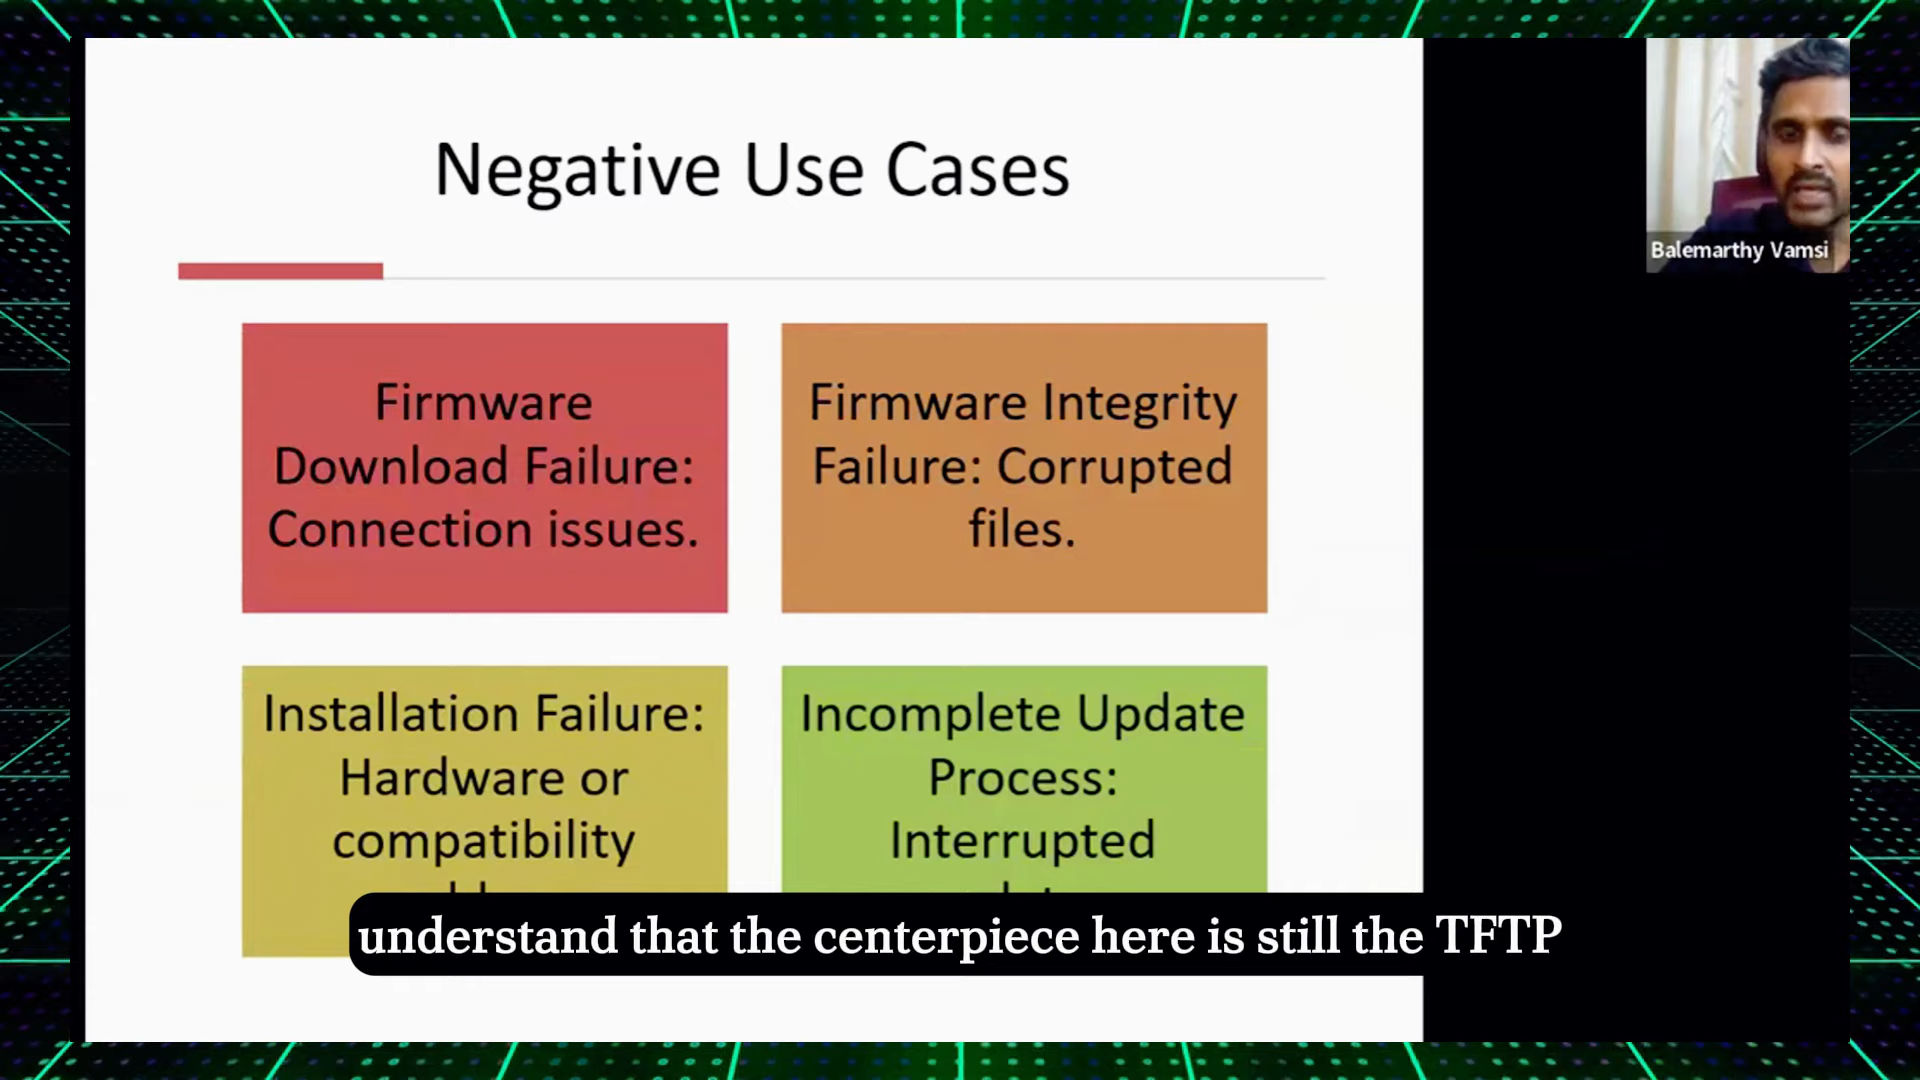 Negative Use Cases
Balemarthy Vamsi
Firmware
Download Failure:
Connection issues.
Firmware Integrity
Failure: Corrupted
files.
Installation Failure:
Hardware or
compatibility
Incomplete Update
Process:
Interrupted
understand that the centerpiece here is still the TFTP